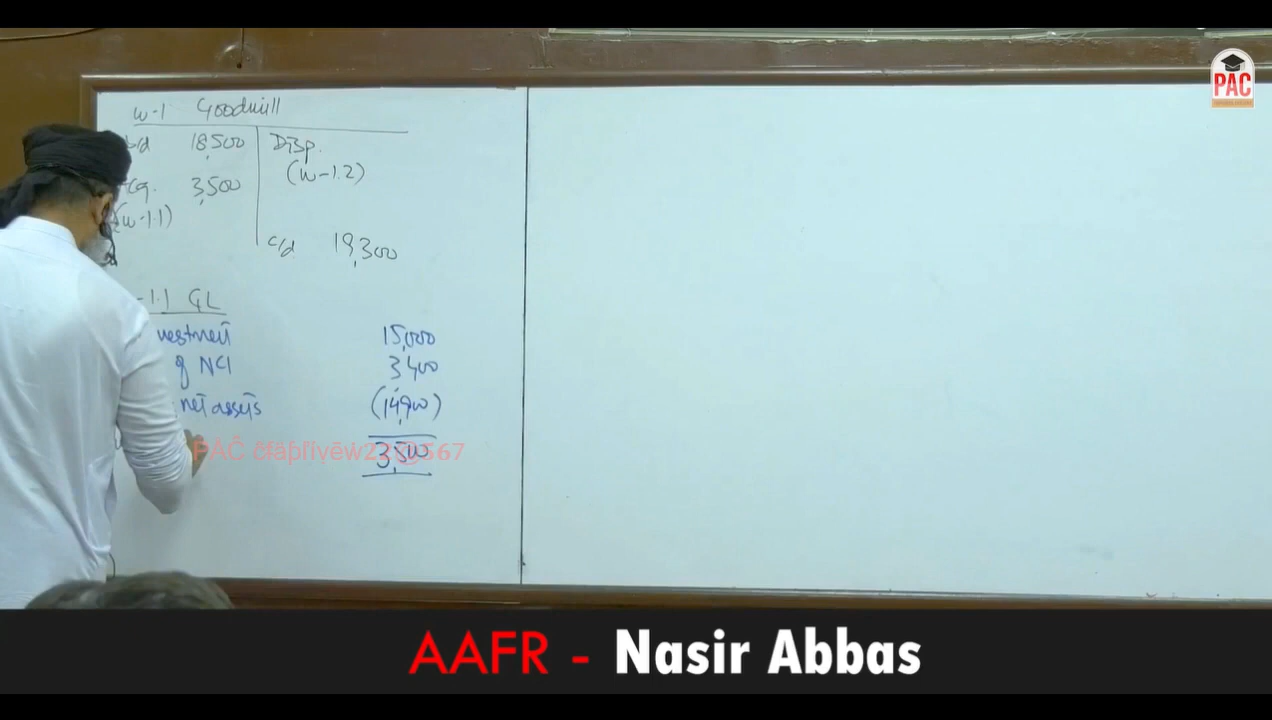 PAC
W-1 Goodwill
b/d 18,500 Disp.
(W-1.2)
cq. 3,500
(W-1.1)
c/d 19,300
-1.1 GL
vestment 15,000
of NCI 3,400
net assets (14,900)
3,500
AAFR - Nasir Abbas